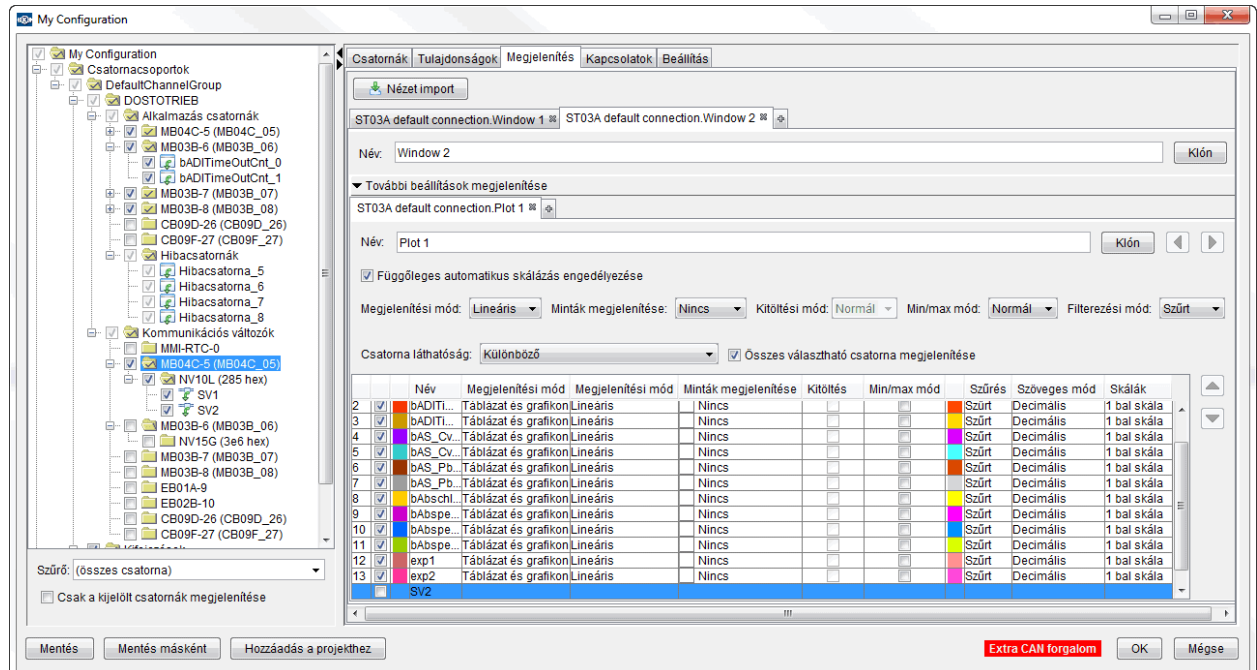 My Configuration
My Configuration
Csatornacsoportok
DefaultChannelGroup
DOSTOTRIEB
Alkalmazás csatornák
MB04C-5 (MB04C_05)
MB03B-6 (MB03B_06)
bADITimeOutCnt_0
bADITimeOutCnt_1
MB03B-7 (MB03B_07)
MB03B-8 (MB03B_08)
CB09D-26 (CB09D_26)
CB09F-27 (CB09F_27)
Hibacsatornák
Hibacsatorna_5
Hibacsatorna_6
Hibacsatorna_7
Hibacsatorna_8
Kommunikációs változók
MMI-RTC-0
MB04C-5 (MB04C_05)
NV10L (285 hex)
SV1
SV2
MB03B-6 (MB03B_06)
NV15G (3e6 hex)
MB03B-7 (MB03B_07)
MB03B-8 (MB03B_08)
EB01A-9
EB02B-10
CB09D-26 (CB09D_26)
CB09F-27 (CB09F_27)
Szűrő: (összes csatorna)
Csak a kijelölt csatornák megjelenítése
Csatornák Tulajdonságok Megjelenítés Kapcsolatok Beállítás
Nézet import
ST03A default connection.Window 1 ST03A default connection.Window 2
Név: Window 2 Klón
További beállítások megjelenítése
ST03A default connection.Plot 1
Név: Plot 1 Klón
Függőleges automatikus skálázás engedélyezése
Megjelenítési mód: Lineáris Minták megjelenítése: Nincs Kitöltési mód: Normál Min/max mód: Normál Filterezési mód: Szűrt
Csatorna láthatóság: Különböző Összes választható csatorna megjelenítése
Név Megjelenítési mód Megjelenítési mód Minták megjelenítése Kitöltés Min/max mód Szűrés Szöveges mód Skálák
2 bADITi... Táblázat és grafikon Lineáris Nincs Szűrt Decimális 1 bal skála
3 bADITi... Táblázat és grafikon Lineáris Nincs Szűrt Decimális 1 bal skála
4 bAS_Cv... Táblázat és grafikon Lineáris Nincs Szűrt Decimális 1 bal skála
5 bAS_Cv... Táblázat és grafikon Lineáris Nincs Szűrt Decimális 1 bal skála
6 bAS_Pb... Táblázat és grafikon Lineáris Nincs Szűrt Decimális 1 bal skála
7 bAS_Pb... Táblázat és grafikon Lineáris Nincs Szűrt Decimális 1 bal skála
8 bAbschl... Táblázat és grafikon Lineáris Nincs Szűrt Decimális 1 bal skála
9 bAbspe... Táblázat és grafikon Lineáris Nincs Szűrt Decimális 1 bal skála
10 bAbspe... Táblázat és grafikon Lineáris Nincs Szűrt Decimális 1 bal skála
11 bAbspe... Táblázat és grafikon Lineáris Nincs Szűrt Decimális 1 bal skála
12 exp1 Táblázat és grafikon Lineáris Nincs Szűrt Decimális 1 bal skála
13 exp2 Táblázat és grafikon Lineáris Nincs Szűrt Decimális 1 bal skála
SV2
Mentés Mentés másként Hozzáadás a projekthez Extra CAN forgalom OK Mégse